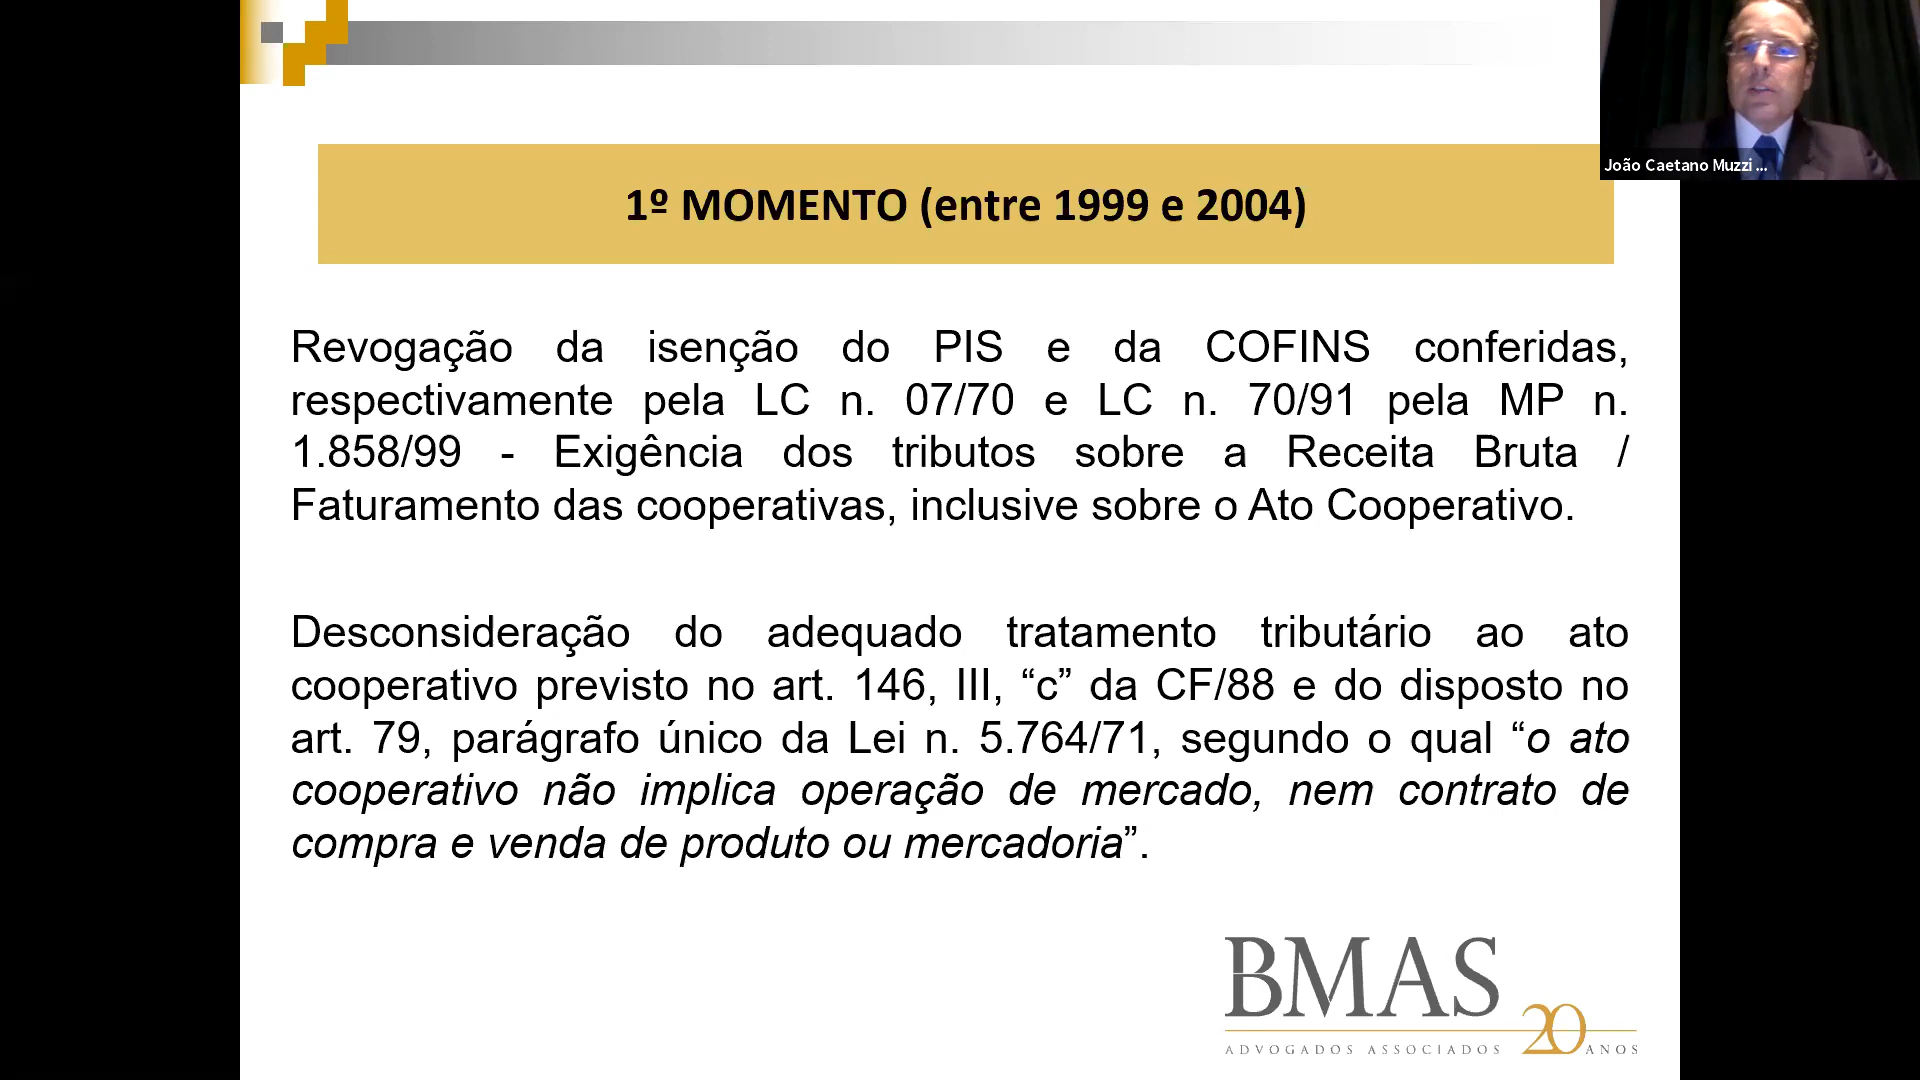 João Caetano Muzzi ...
1º MOMENTO (entre 1999 e 2004)
Revogação da isenção do PIS e da COFINS conferidas,
respectivamente pela LC n. 07/70 e LC n. 70/91 pela MP n.
1.858/99 - Exigência dos tributos sobre a Receita Bruta /
Faturamento das cooperativas, inclusive sobre o Ato Cooperativo.
Desconsideração do adequado tratamento tributário ao ato
cooperativo previsto no art. 146, III, “c” da CF/88 e do disposto no
art. 79, parágrafo único da Lei n. 5.764/71, segundo o qual “o ato
cooperativo não implica operação de mercado, nem contrato de
compra e venda de produto ou mercadoria”.
BMAS
ADVOGADOS ASSOCIADOS 20 ANOS